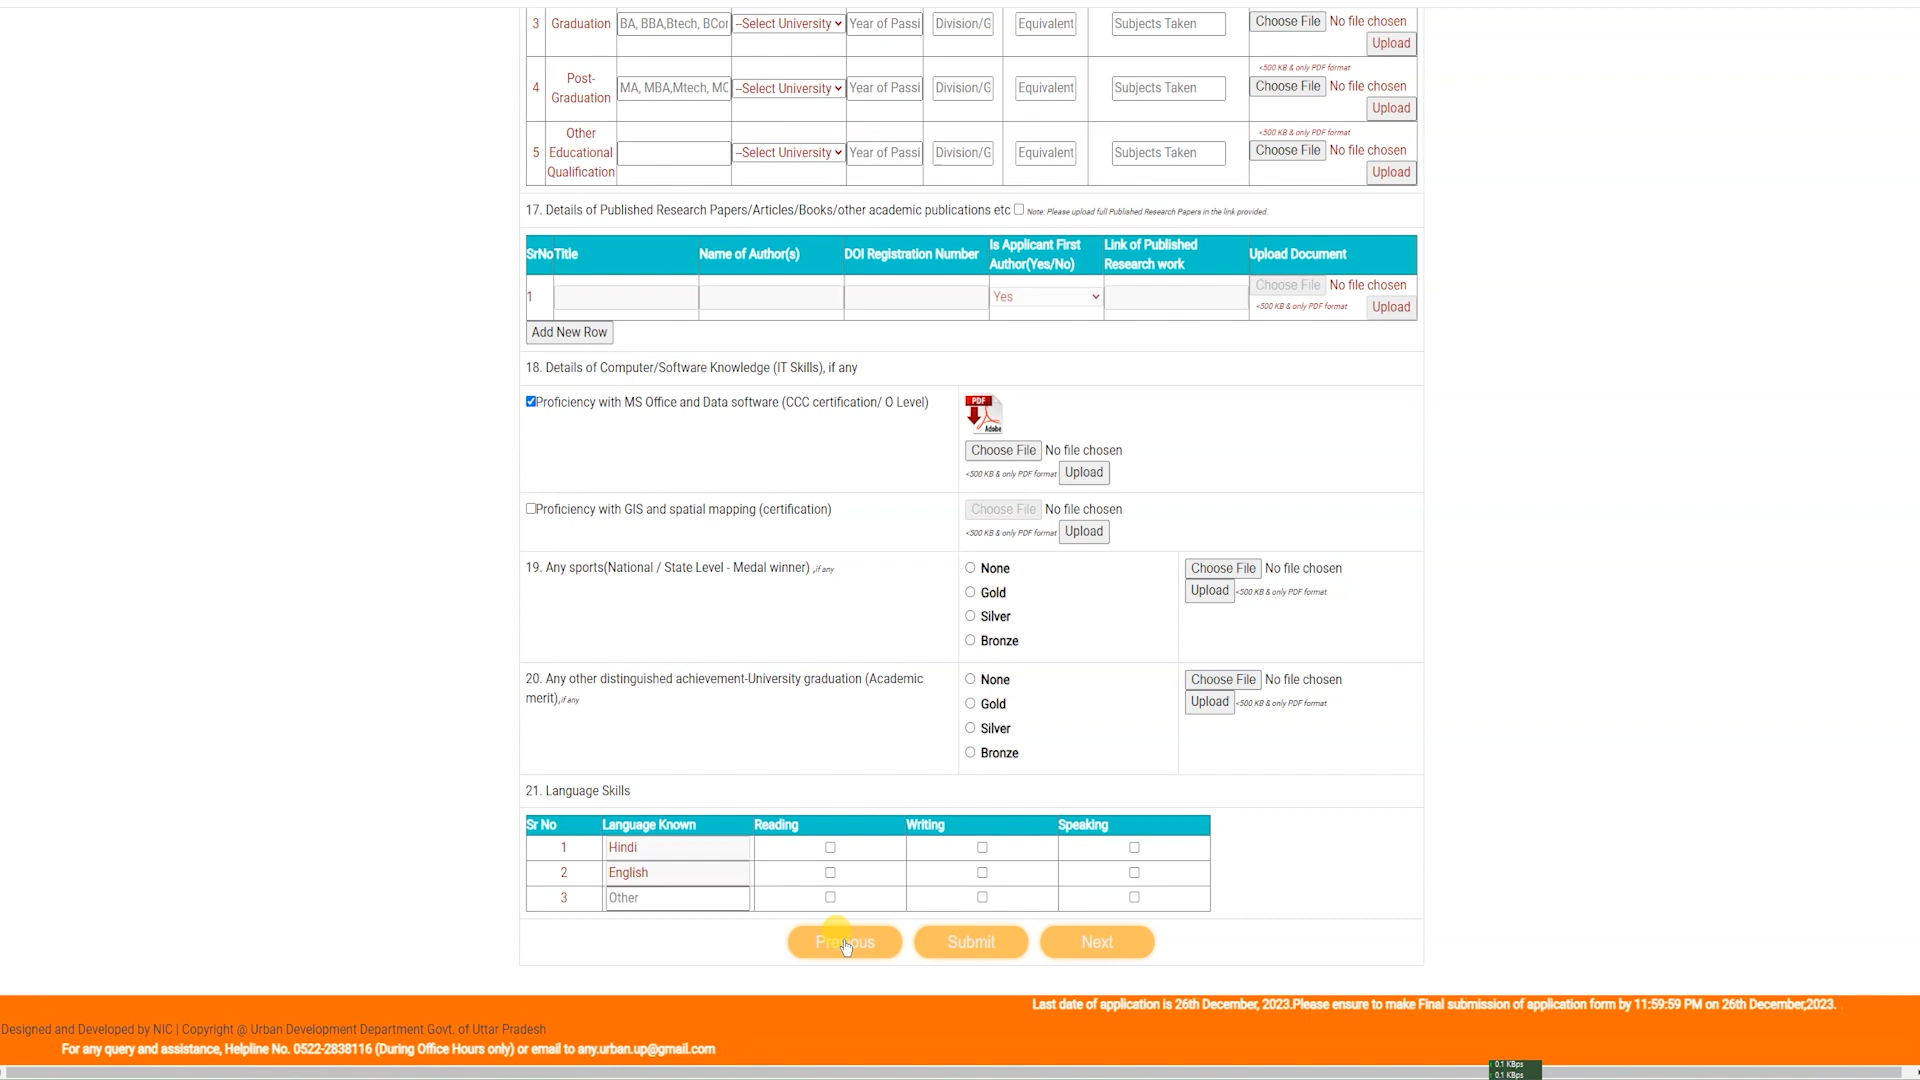 3 Graduation BA, BBA,Btech, BCor --Select University Year of Passi Division/G Equivalent Subjects Taken Choose File No file chosen
Upload
<500 KB & only PDF format
4 Post-Graduation MA, MBA,Mtech, MC --Select University Year of Passi Division/G Equivalent Subjects Taken Choose File No file chosen
Upload
<500 KB & only PDF format
5 Other Educational Qualification --Select University Year of Passi Division/G Equivalent Subjects Taken Choose File No file chosen
Upload
17. Details of Published Research Papers/Articles/Books/other academic publications etc Note: Please upload full Published Research Papers in the link provided.
SrNo Title Name of Author(s) DOI Registration Number Is Applicant First Author(Yes/No) Link of Published Research work Upload Document
1 Yes Choose File No file chosen
<500 KB & only PDF format Upload
Add New Row
18. Details of Computer/Software Knowledge (IT Skills), if any
Proficiency with MS Office and Data software (CCC certification/ O Level)
PDF
Adobe
Choose File No file chosen
<500 KB & only PDF format Upload
Proficiency with GIS and spatial mapping (certification) Choose File No file chosen
<500 KB & only PDF format Upload
19. Any sports(National / State Level - Medal winner) ,if any
None
Gold
Silver
Bronze
Choose File No file chosen
Upload <500 KB & only PDF format
20. Any other distinguished achievement-University graduation (Academic
merit),if any
None
Gold
Silver
Bronze
Choose File No file chosen
Upload <500 KB & only PDF format
21. Language Skills
Sr No Language Known Reading Writing Speaking
1 Hindi
2 English
3 Other
Previous Submit Next
Last date of application is 26th December, 2023.Please ensure to make Final submission of application form by 11:59:59 PM on 26th December,2023.
Designed and Developed by NIC | Copyright @ Urban Development Department Govt. of Uttar Pradesh
For any query and assistance, Helpline No. 0522-2838116 (During Office Hours only) or email to any.urban.up@gmail.com
0.1 KBps
0.1 KBps